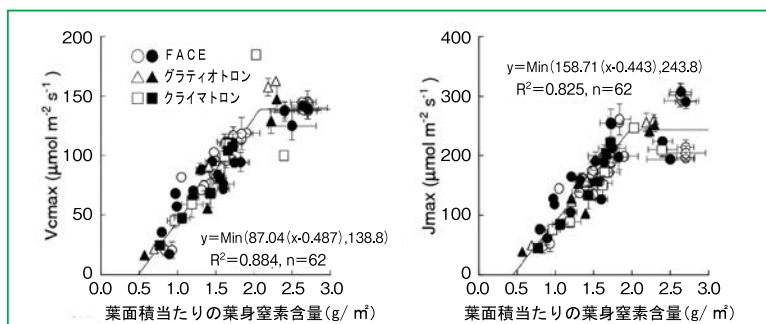 200
150
100
50
0
Vcmax (μmol m⁻² s⁻¹)
○● FACE
△▲ グラティオトロン
□■ クライマトロン
y=Min(87.04(x-0.487),138.8)
R²=0.884, n=62
0.0 0.5 1.0 1.5 2.0 2.5 3.0
葉面積当たりの葉身窒素含量(g/㎡)
400
300
200
100
0
Jmax (μmol m⁻² s⁻¹)
y=Min(158.71(x-0.443),243.8)
R²=0.825, n=62
0.0 0.5 1.0 1.5 2.0 2.5 3.0
葉面積当たりの葉身窒素含量(g/㎡)